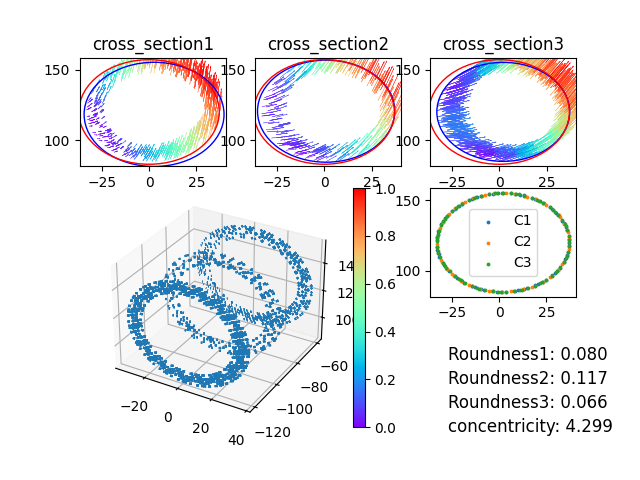 cross_section1 cross_section2 cross_section3
150 150 150
100 100 100
−25 0 25 −25 0 25 −25 0 25
1.0
0.8
0.6
0.4
0.2
0.0
14
12
10
−60
−80
−100
−120
−20 0 20 40
150
100
−25 0 25
C1
C2
C3
Roundness1: 0.080
Roundness2: 0.117
Roundness3: 0.066
concentricity: 4.299